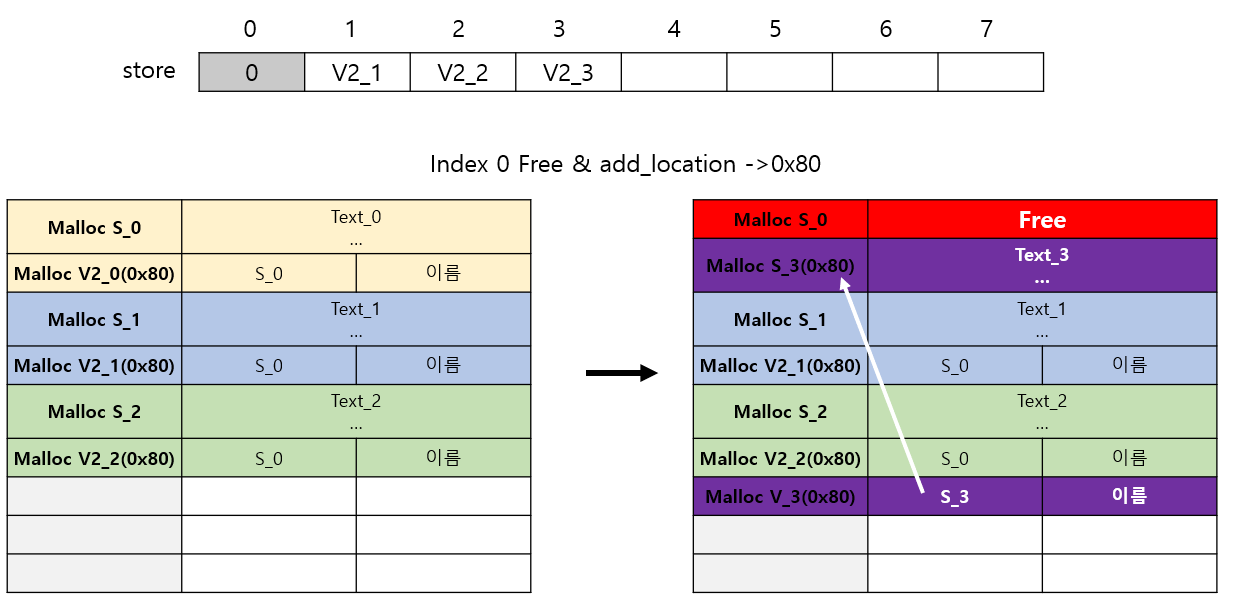 0 1 2 3 4 5 6 7
store 0 V2_1 V2_2 V2_3
Index 0 Free & add_location ->0x80
Malloc S_0 Text_0
...
Malloc V2_0(0x80) S_0 이름
Malloc S_1 Text_1
...
Malloc V2_1(0x80) S_0 이름
Malloc S_2 Text_2
...
Malloc V2_2(0x80) S_0 이름
Malloc S_0 Free
Malloc S_3(0x80) Text_3
...
Malloc S_1 Text_1
...
Malloc V2_1(0x80) S_0 이름
Malloc S_2 Text_2
...
Malloc V2_2(0x80) S_0 이름
Malloc V_3(0x80) S_3 이름